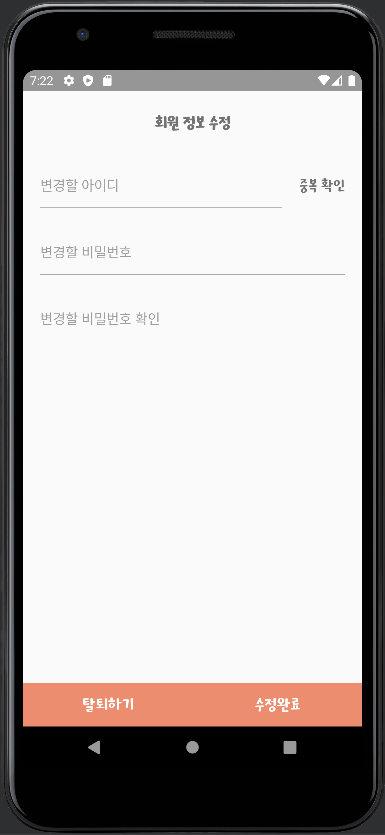 7:22
회원 정보 수정
변경할 아이디
중복 확인
변경할 비밀번호
변경할 비밀번호 확인
탈퇴하기
수정완료